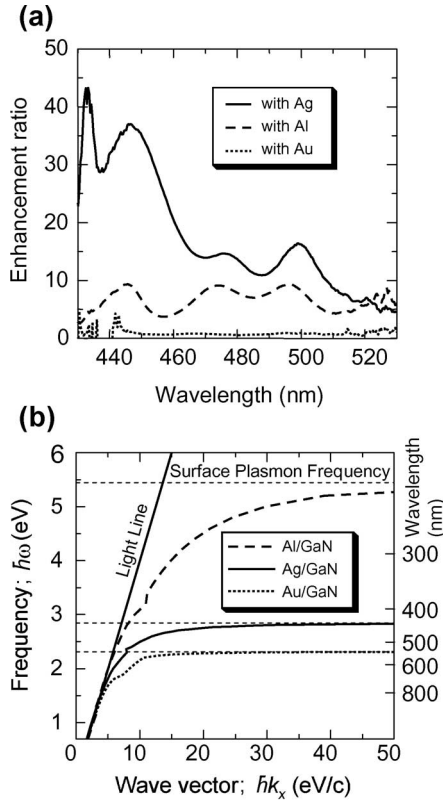 (a)
50
40
30
20
10
0
Enhancement ratio
with Ag
with Al
with Au
440 460 480 500 520
Wavelength (nm)
(b)
6
5
4
3
2
1
Frequency; ħω (eV)
Surface Plasmon Frequency
Light Line
Al/GaN
Ag/GaN
Au/GaN
Wavelength
(nm)
300
400
500
600
800
0 10 20 30 40 50
Wave vector; ħkₓ (eV/c)